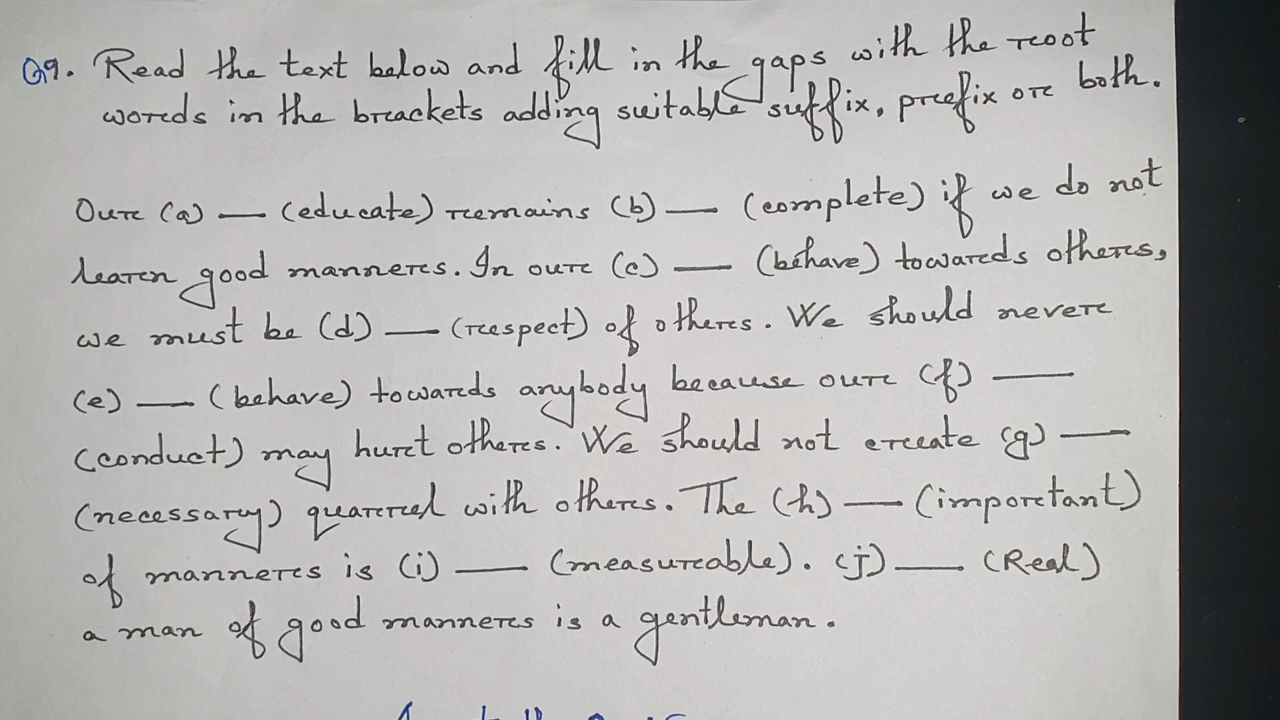 Q9. Read the text below and fill in the gaps with the root
words in the brackets adding suitable suffix, prefix or both.
Our (a) — (educate) remains (b) — (complete) if we do not
learn good manners. In our (c) — (behave) towards others,
we must be (d) — (respect) of others. We should never
(e) — (behave) towards anybody because our (f) —
(conduct) may hurt others. We should not create (g) —
(necessary) quarrel with others. The (h) — (important)
of manners is (i) — (measurable). (j) — (Real)
a man of good manners is a gentleman.